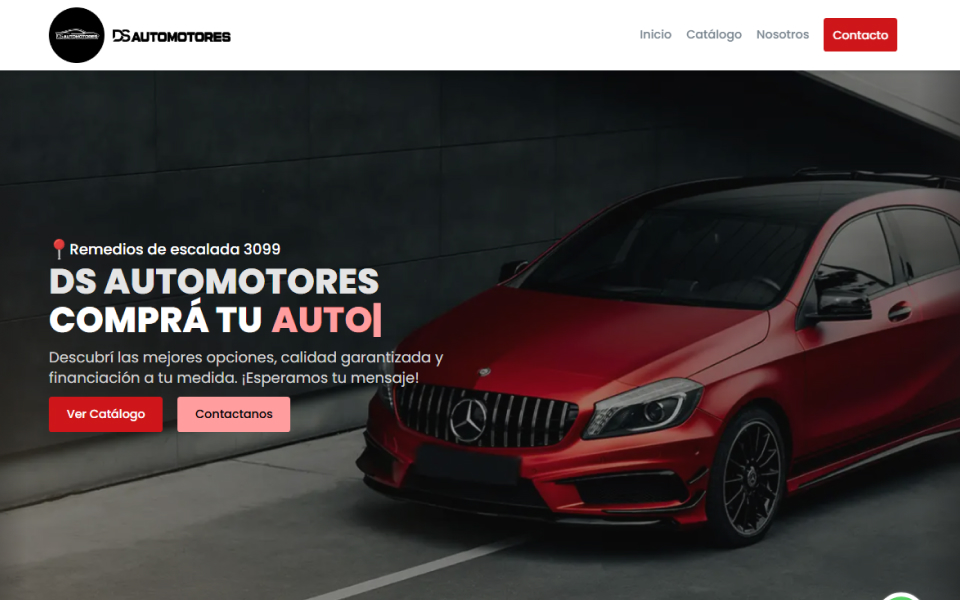 DS AUTOMOTORES
DS AUTOMOTORES
Inicio
Catálogo
Nosotros
Contacto
Remedios de escalada 3099
DS AUTOMOTORES
COMPRÁ TU AUTO|
Descubrí las mejores opciones, calidad garantizada y
financiación a tu medida. ¡Esperamos tu mensaje!
Ver Catálogo
Contactanos